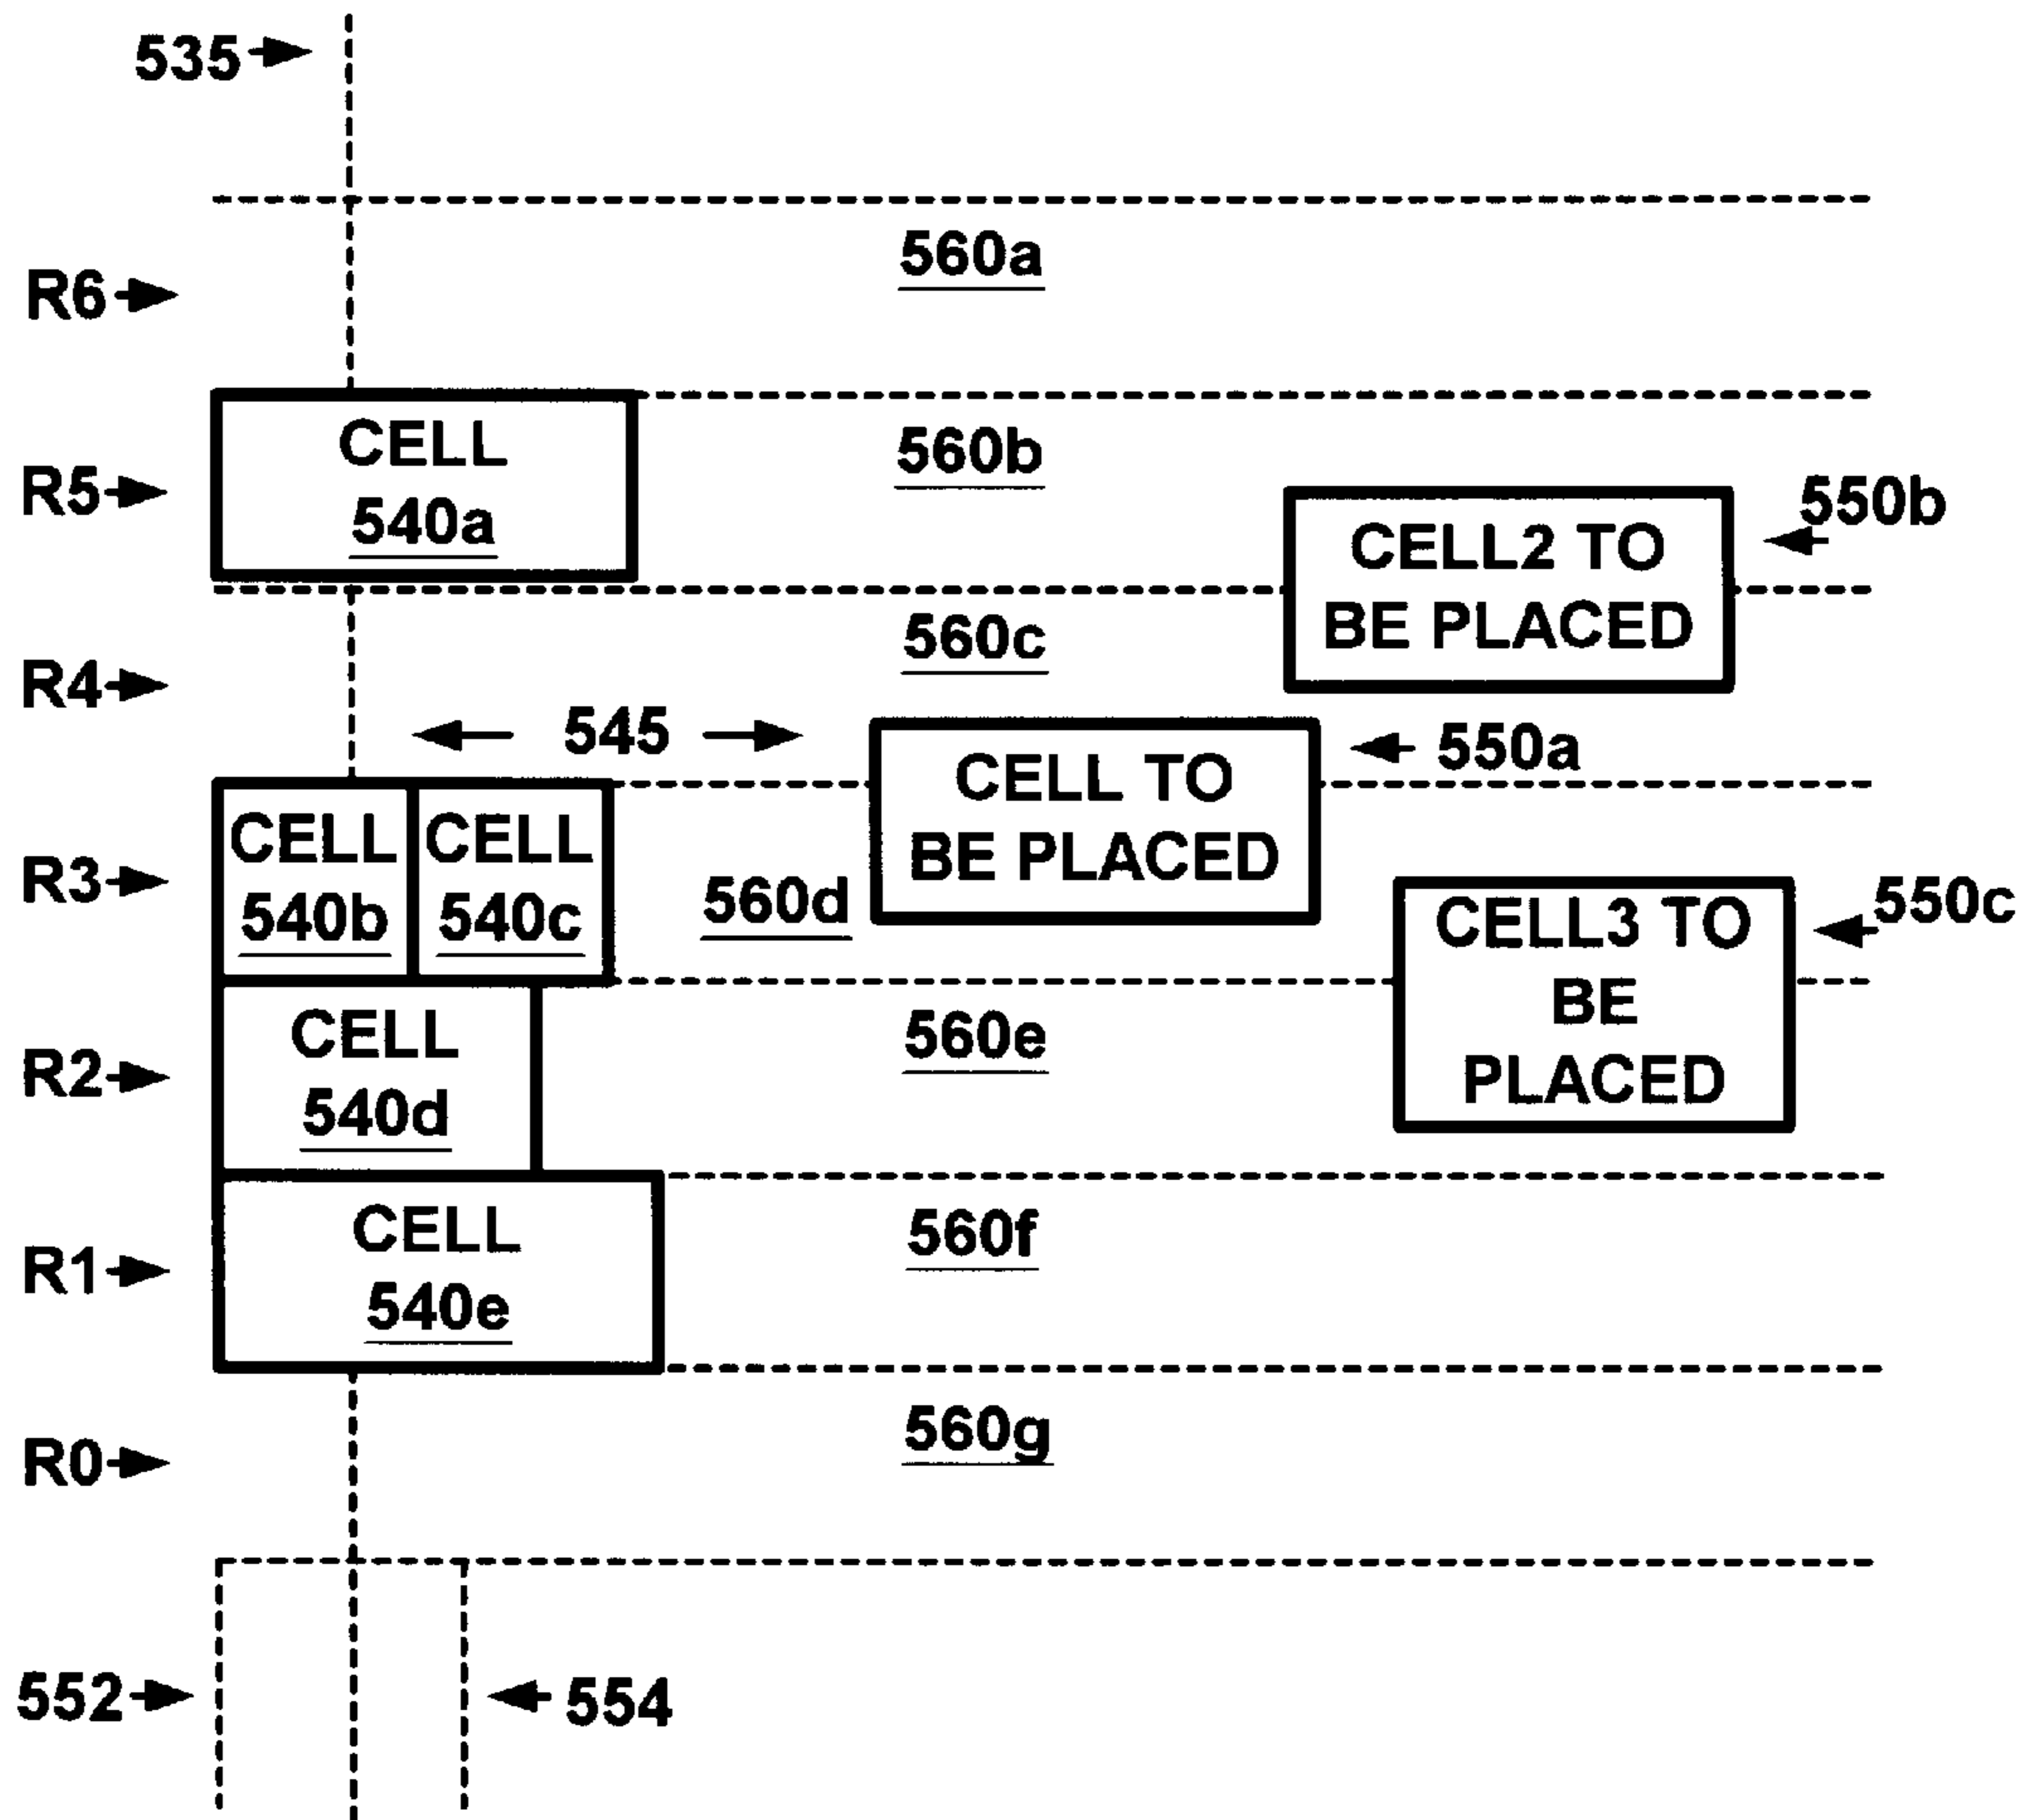 535
560a
R6
CELL
540a
560b
R5
550b
CELL2 TO
BE PLACED
560c
R4
545
550a
CELL TO
BE PLACED
CELL
540b
CELL
540c
R3
560d
550c
CELL3 TO
BE
PLACED
CELL
540d
560e
R2
CELL
540e
560f
R1
560g
R0
552
554